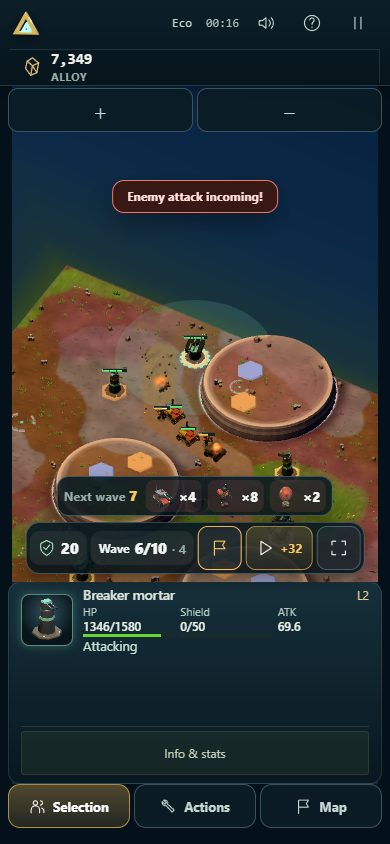 Eco 00:16
7,349
ALLOY
+ −
Enemy attack incoming!
Next wave 7 ×4 ×8 ×2
20 Wave 6/10 · 4 +32
Breaker mortar L2
HP Shield ATK
1346/1580 0/50 69.6
Attacking
Info & stats
Selection Actions Map